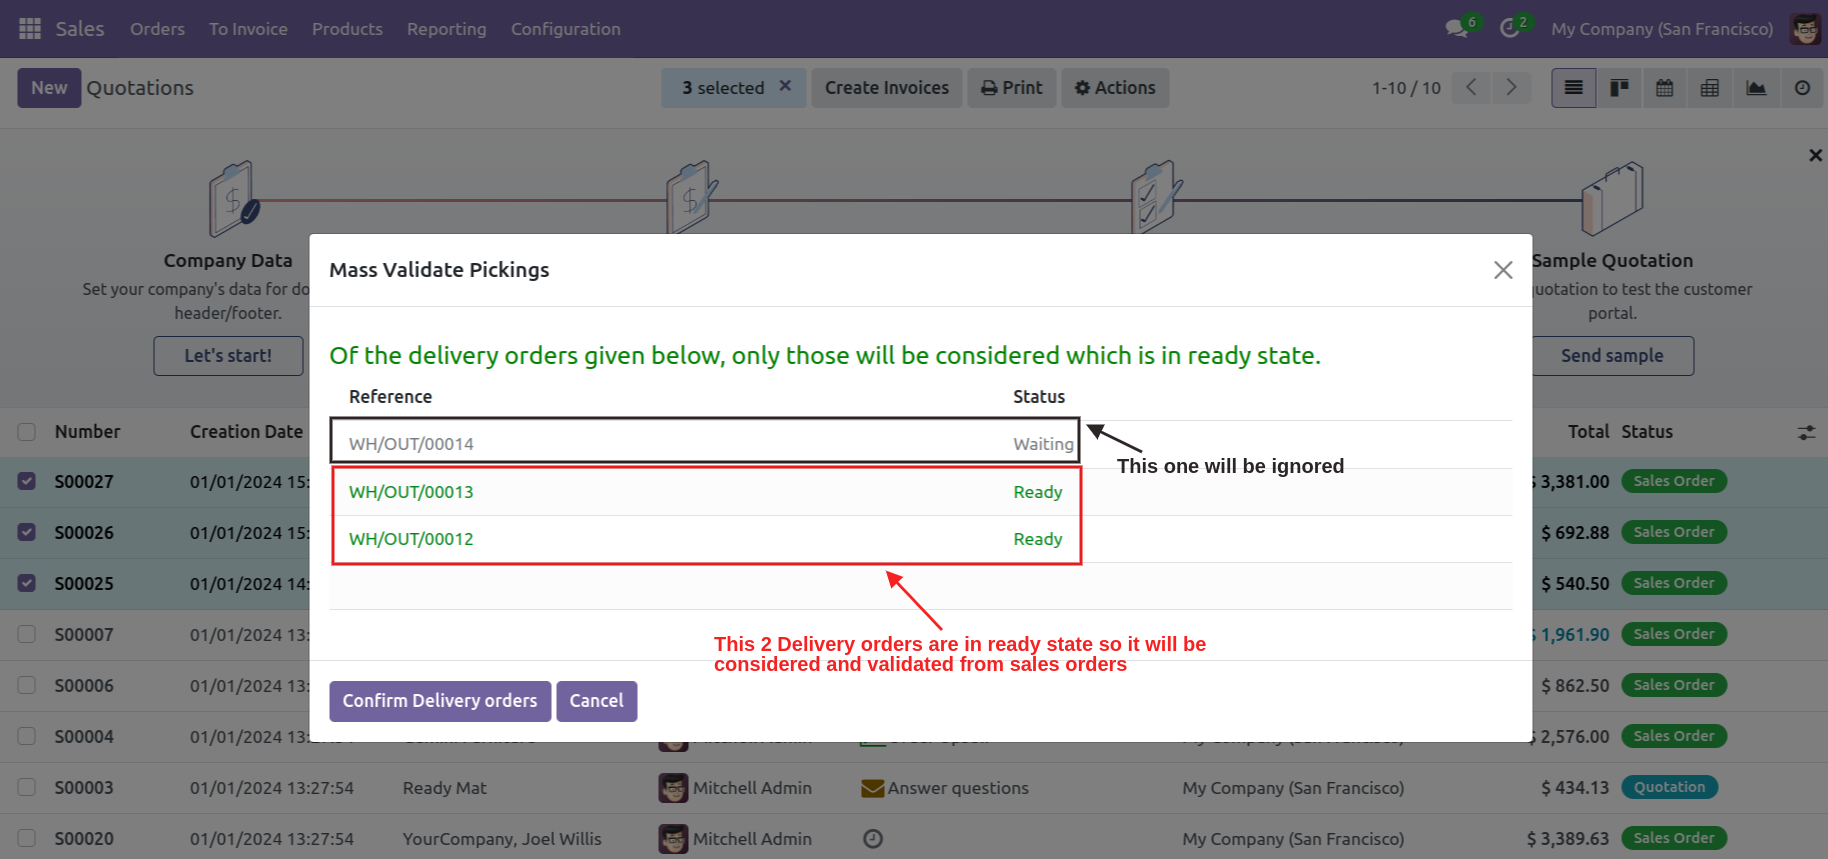 Sales Orders To Invoice Products Reporting Configuration 6 2 My Company (San Francisco)
New Quotations 3 selected Create Invoices Print Actions 1-10 / 10
Company Data Sample Quotation
Set your company's data for do quotation to test the customer
header/footer. portal.
Let's start! Send sample
Mass Validate Pickings
Of the delivery orders given below, only those will be considered which is in ready state.
Reference Status
WH/OUT/00014 Waiting
This one will be ignored
WH/OUT/00013 Ready
WH/OUT/00012 Ready
This 2 Delivery orders are in ready state so it will be
considered and validated from sales orders
Confirm Delivery orders Cancel
Number Creation Date Total Status
S00027 01/01/2024 15: $ 3,381.00 Sales Order
S00026 01/01/2024 15: $ 692.88 Sales Order
S00025 01/01/2024 14: $ 540.50 Sales Order
S00007 01/01/2024 13: $ 1,961.90 Sales Order
S00006 01/01/2024 13: $ 862.50 Sales Order
S00004 01/01/2024 Mitchell Admin My Company (San Francisco) $ 2,576.00 Sales Order
S00003 01/01/2024 13:27:54 Ready Mat Mitchell Admin Answer questions My Company (San Francisco) $ 434.13 Quotation
S00020 01/01/2024 13:27:54 YourCompany, Joel Willis Mitchell Admin My Company (San Francisco) $ 3,389.63 Sales Order